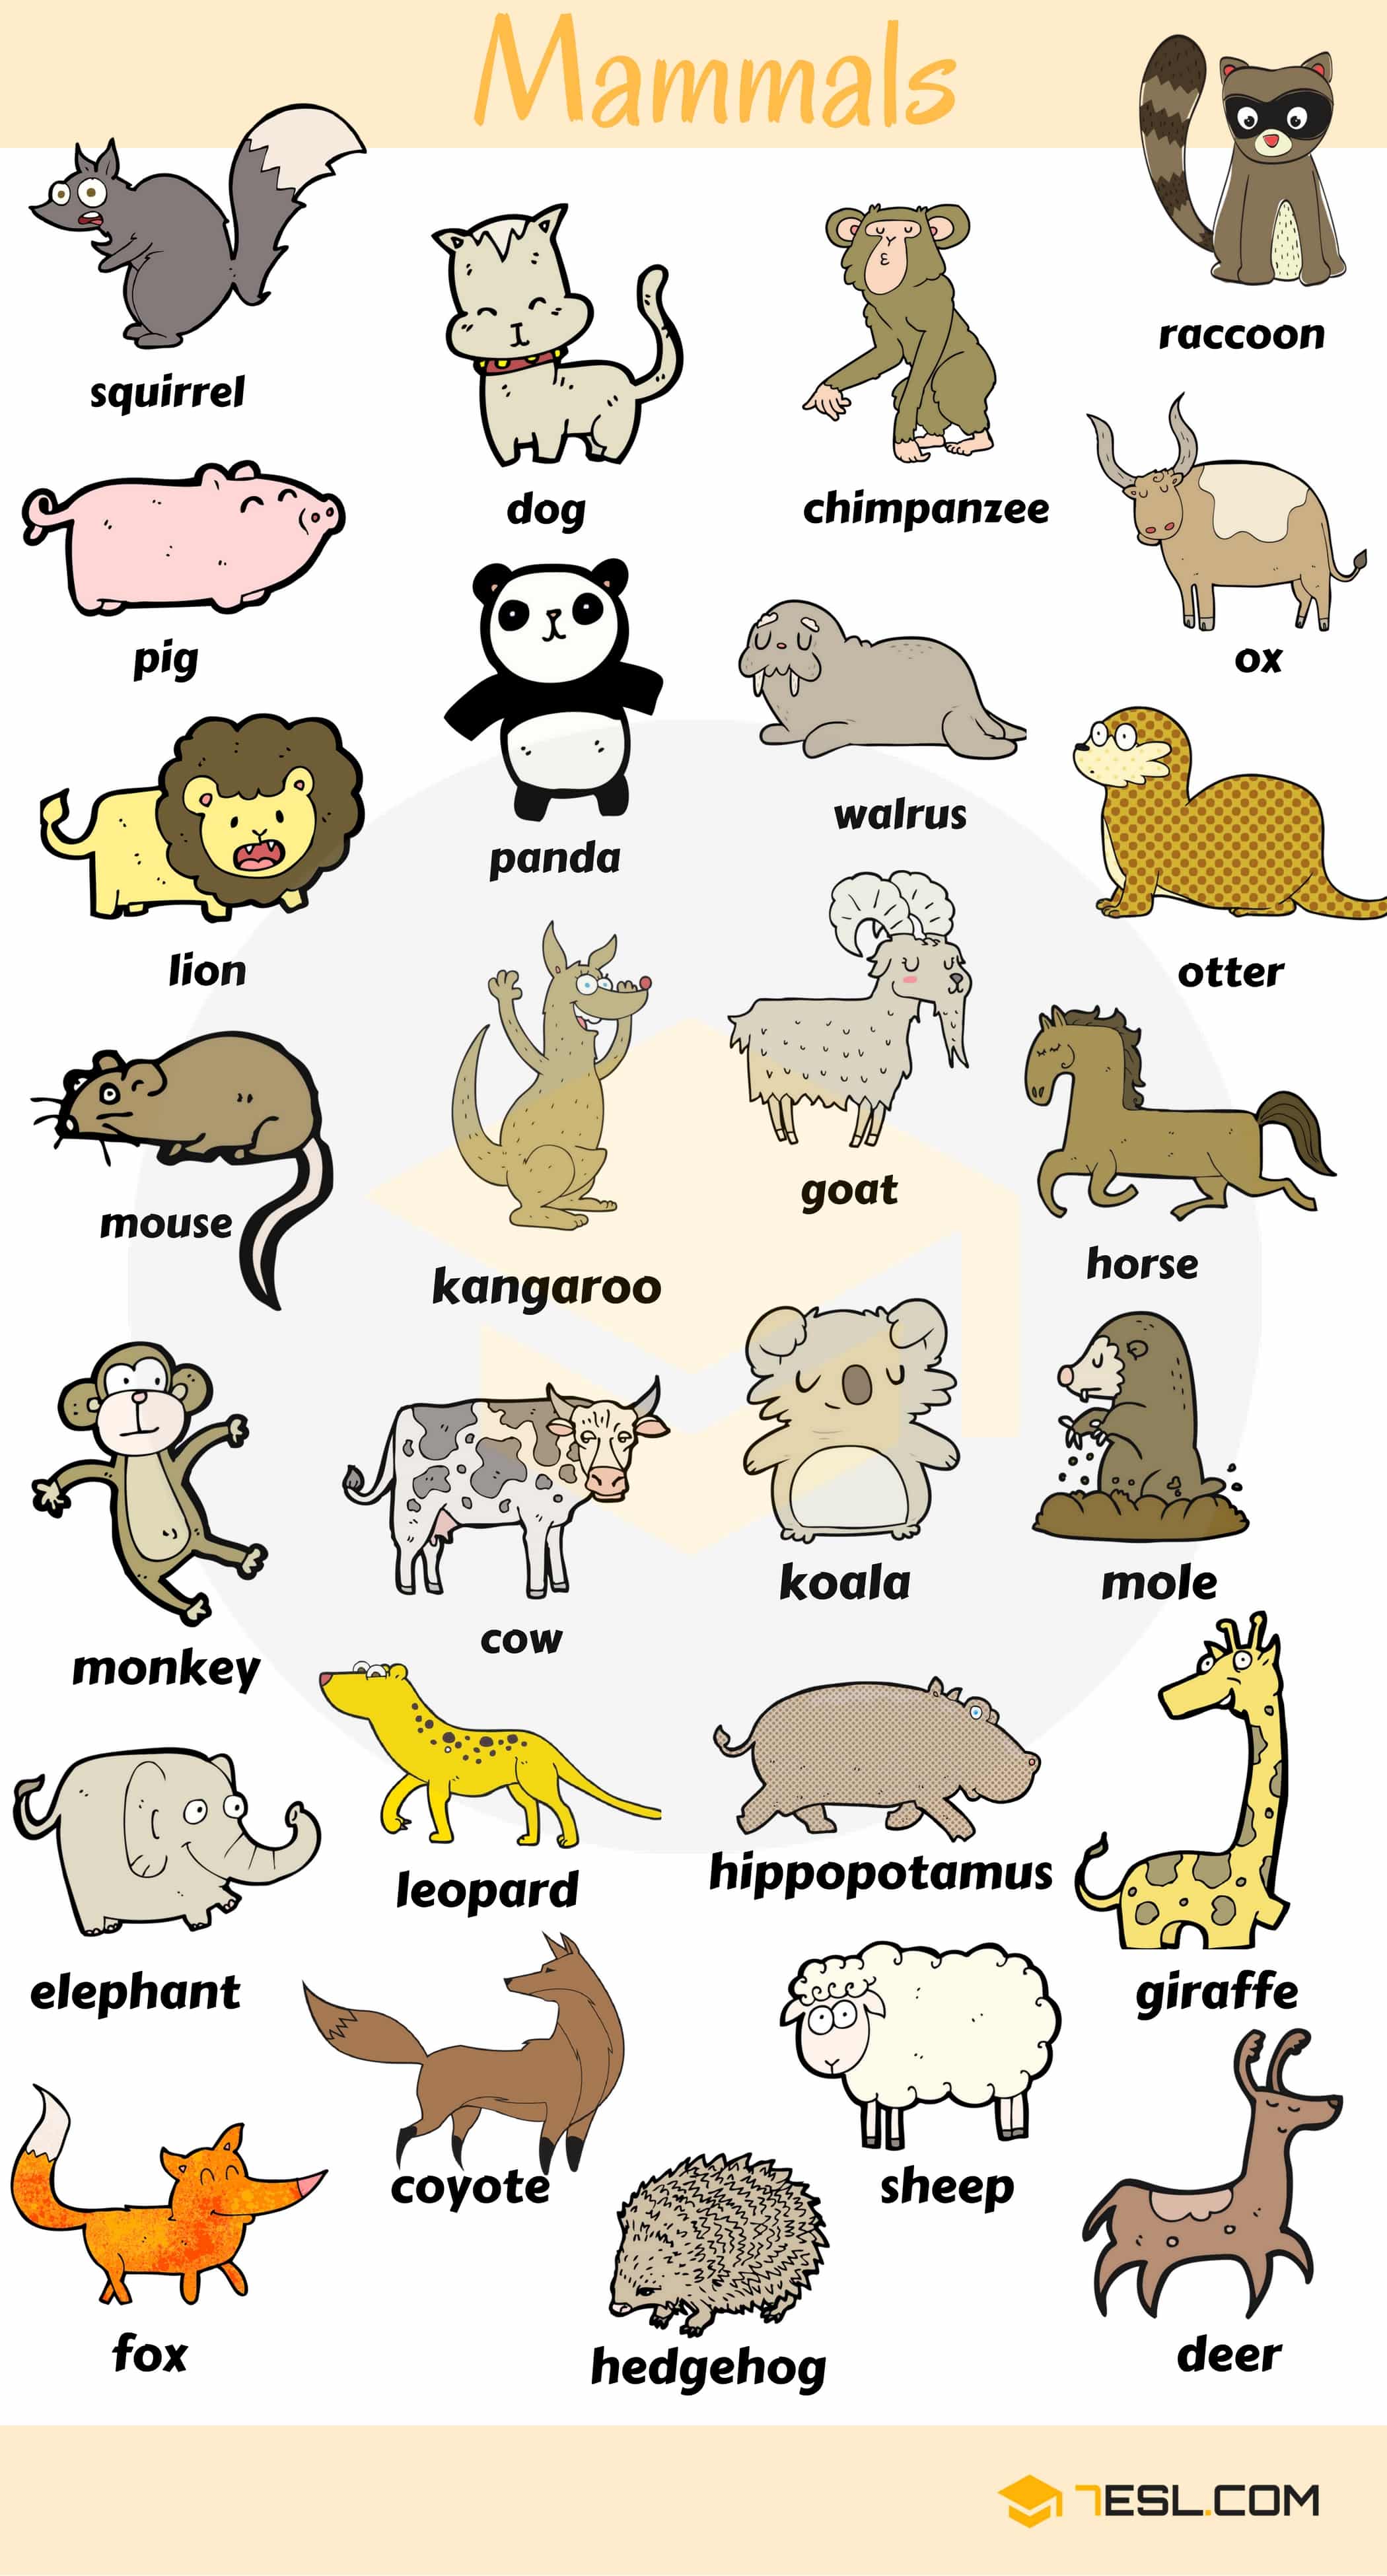 Mammals
raccoon
squirrel
dog
chimpanzee
pig
ox
panda
walrus
lion
otter
mouse
kangaroo
goat
horse
monkey
cow
koala
mole
elephant
leopard
hippopotamus
giraffe
fox
coyote
sheep
hedgehog
deer
7ESL.COM